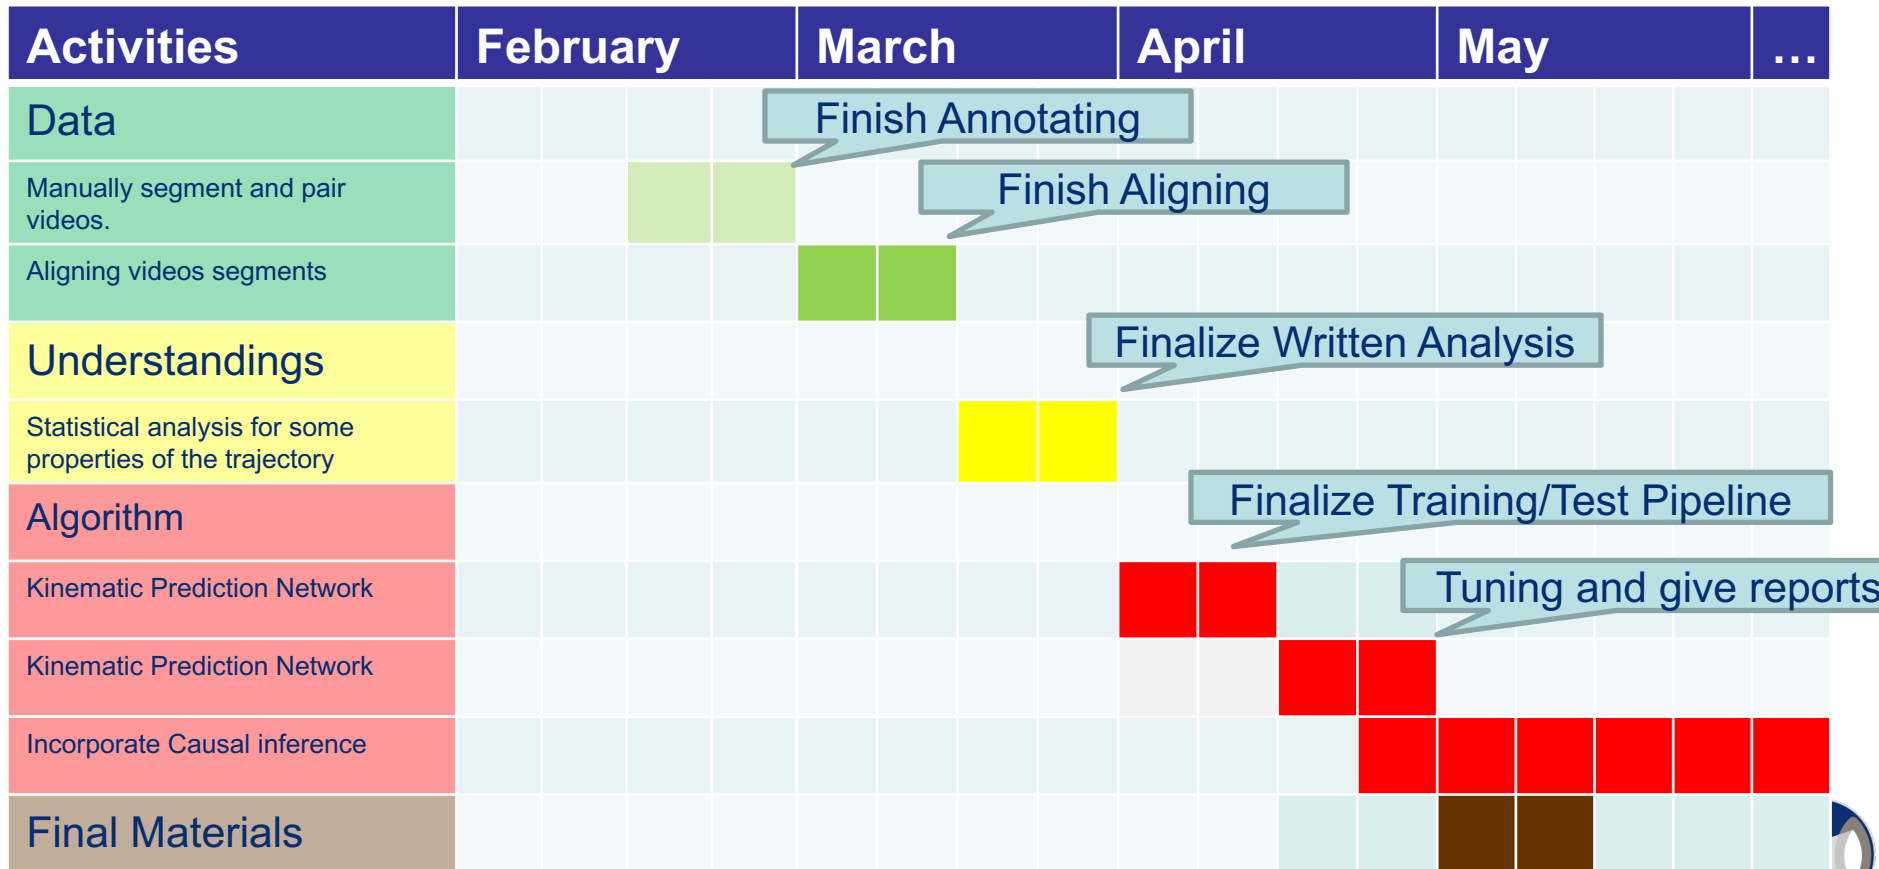 Activities
February
March
April
May
...
Data
Finish Annotating
Manually segment and pair
videos.
Finish Aligning
Aligning videos segments
Understandings
Finalize Written Analysis
Statistical analysis for some
properties of the trajectory
Algorithm
Finalize Training/Test Pipeline
Kinematic Prediction Network
Tuning and give reports
Kinematic Prediction Network
Incorporate Causal inference
Final Materials